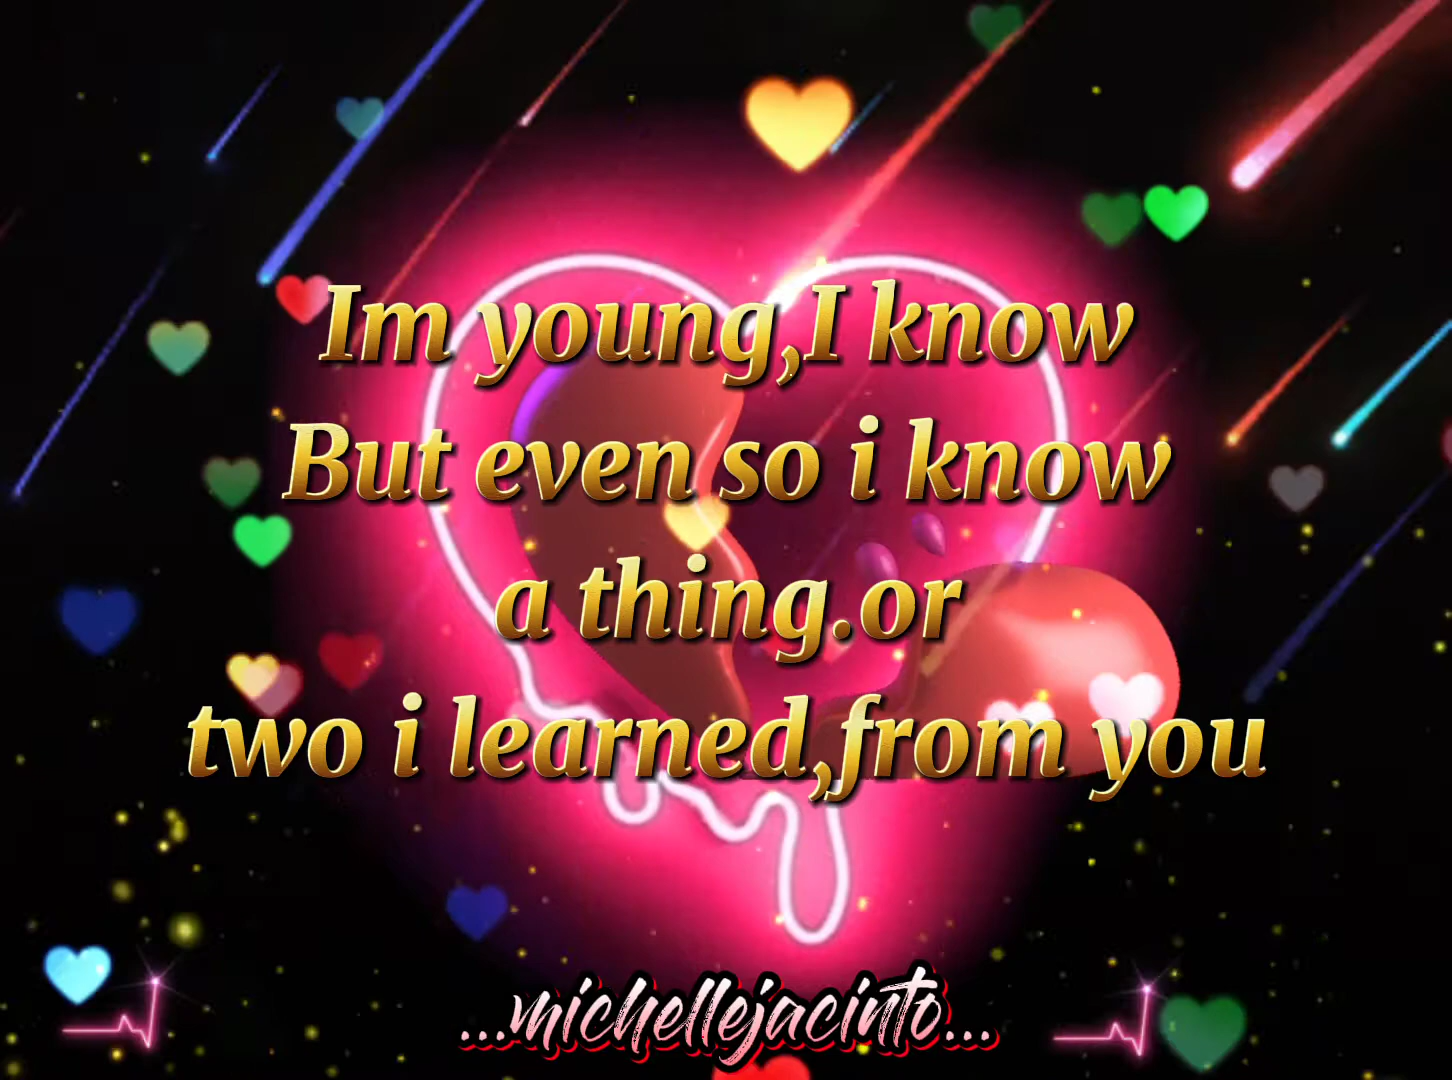 Im young,I know
But even so i know
a thing.or
two i learned,from you
...michellejacinto...